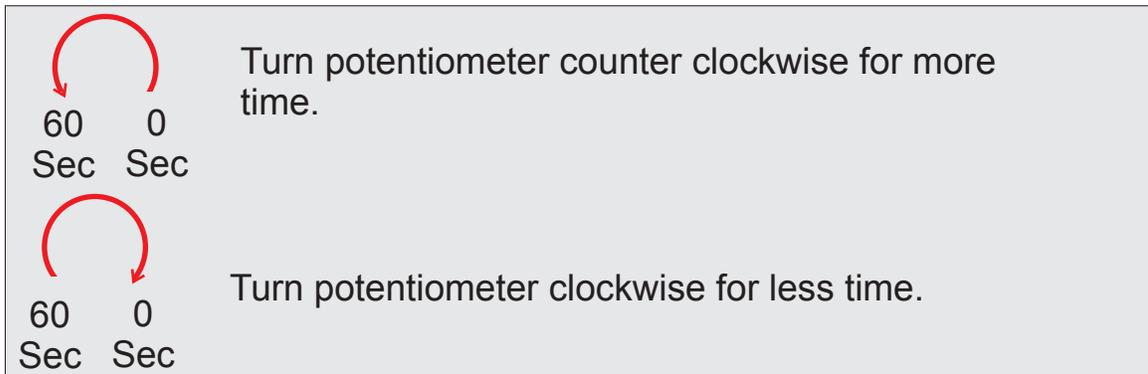 Turn potentiometer counter clockwise for more
time.
60 0
Sec Sec
Turn potentiometer clockwise for less time.
60 0
Sec Sec